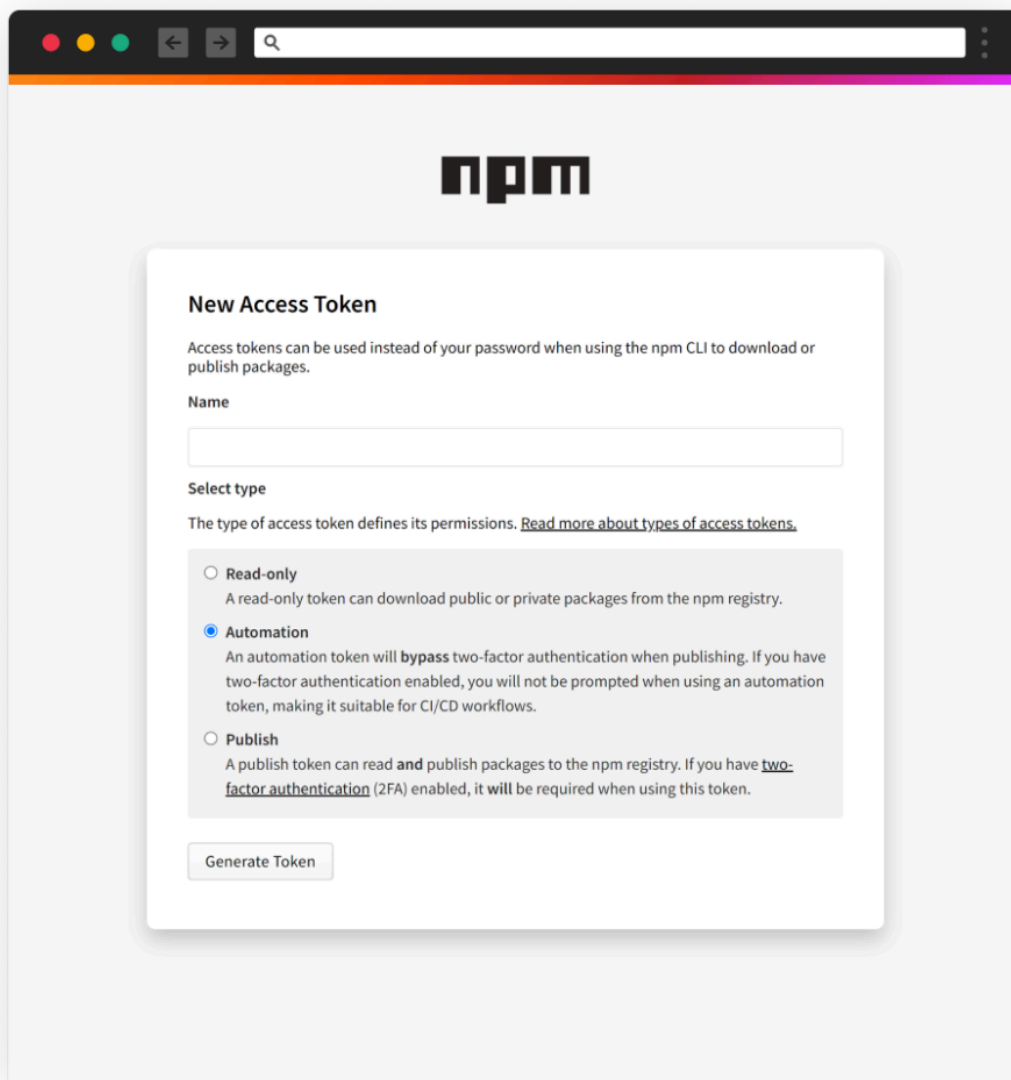 npm
New Access Token
Access tokens can be used instead of your password when using the npm CLI to download or
publish packages.
Name
Select type
The type of access token defines its permissions. Read more about types of access tokens.
Read-only
A read-only token can download public or private packages from the npm registry.
Automation
An automation token will bypass two-factor authentication when publishing. If you have
two-factor authentication enabled, you will not be prompted when using an automation
token, making it suitable for CI/CD workflows.
Publish
A publish token can read and publish packages to the npm registry. If you have two-
factor authentication (2FA) enabled, it will be required when using this token.
Generate Token